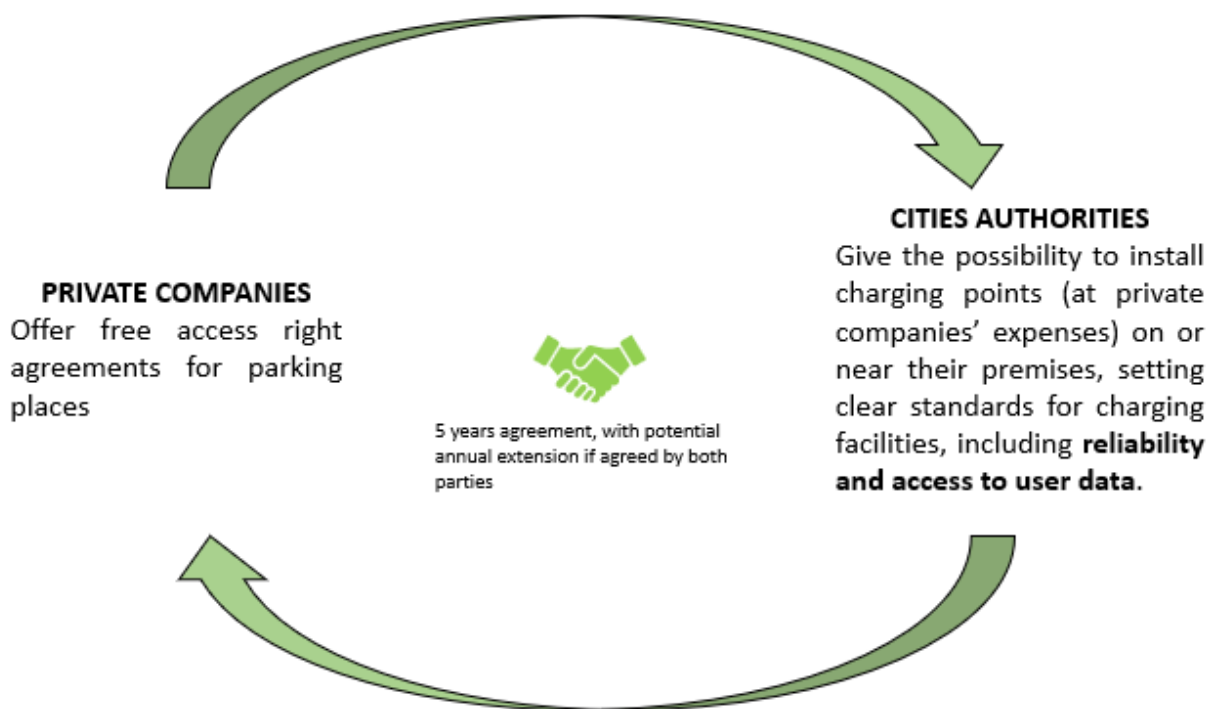 PRIVATE COMPANIES
Offer free access right
agreements for parking
places
5 years agreement, with potential
annual extension if agreed by both
parties
CITIES AUTHORITIES
Give the possibility to install
charging points (at private
companies’ expenses) on or
near their premises, setting
clear standards for charging
facilities, including reliability
and access to user data.